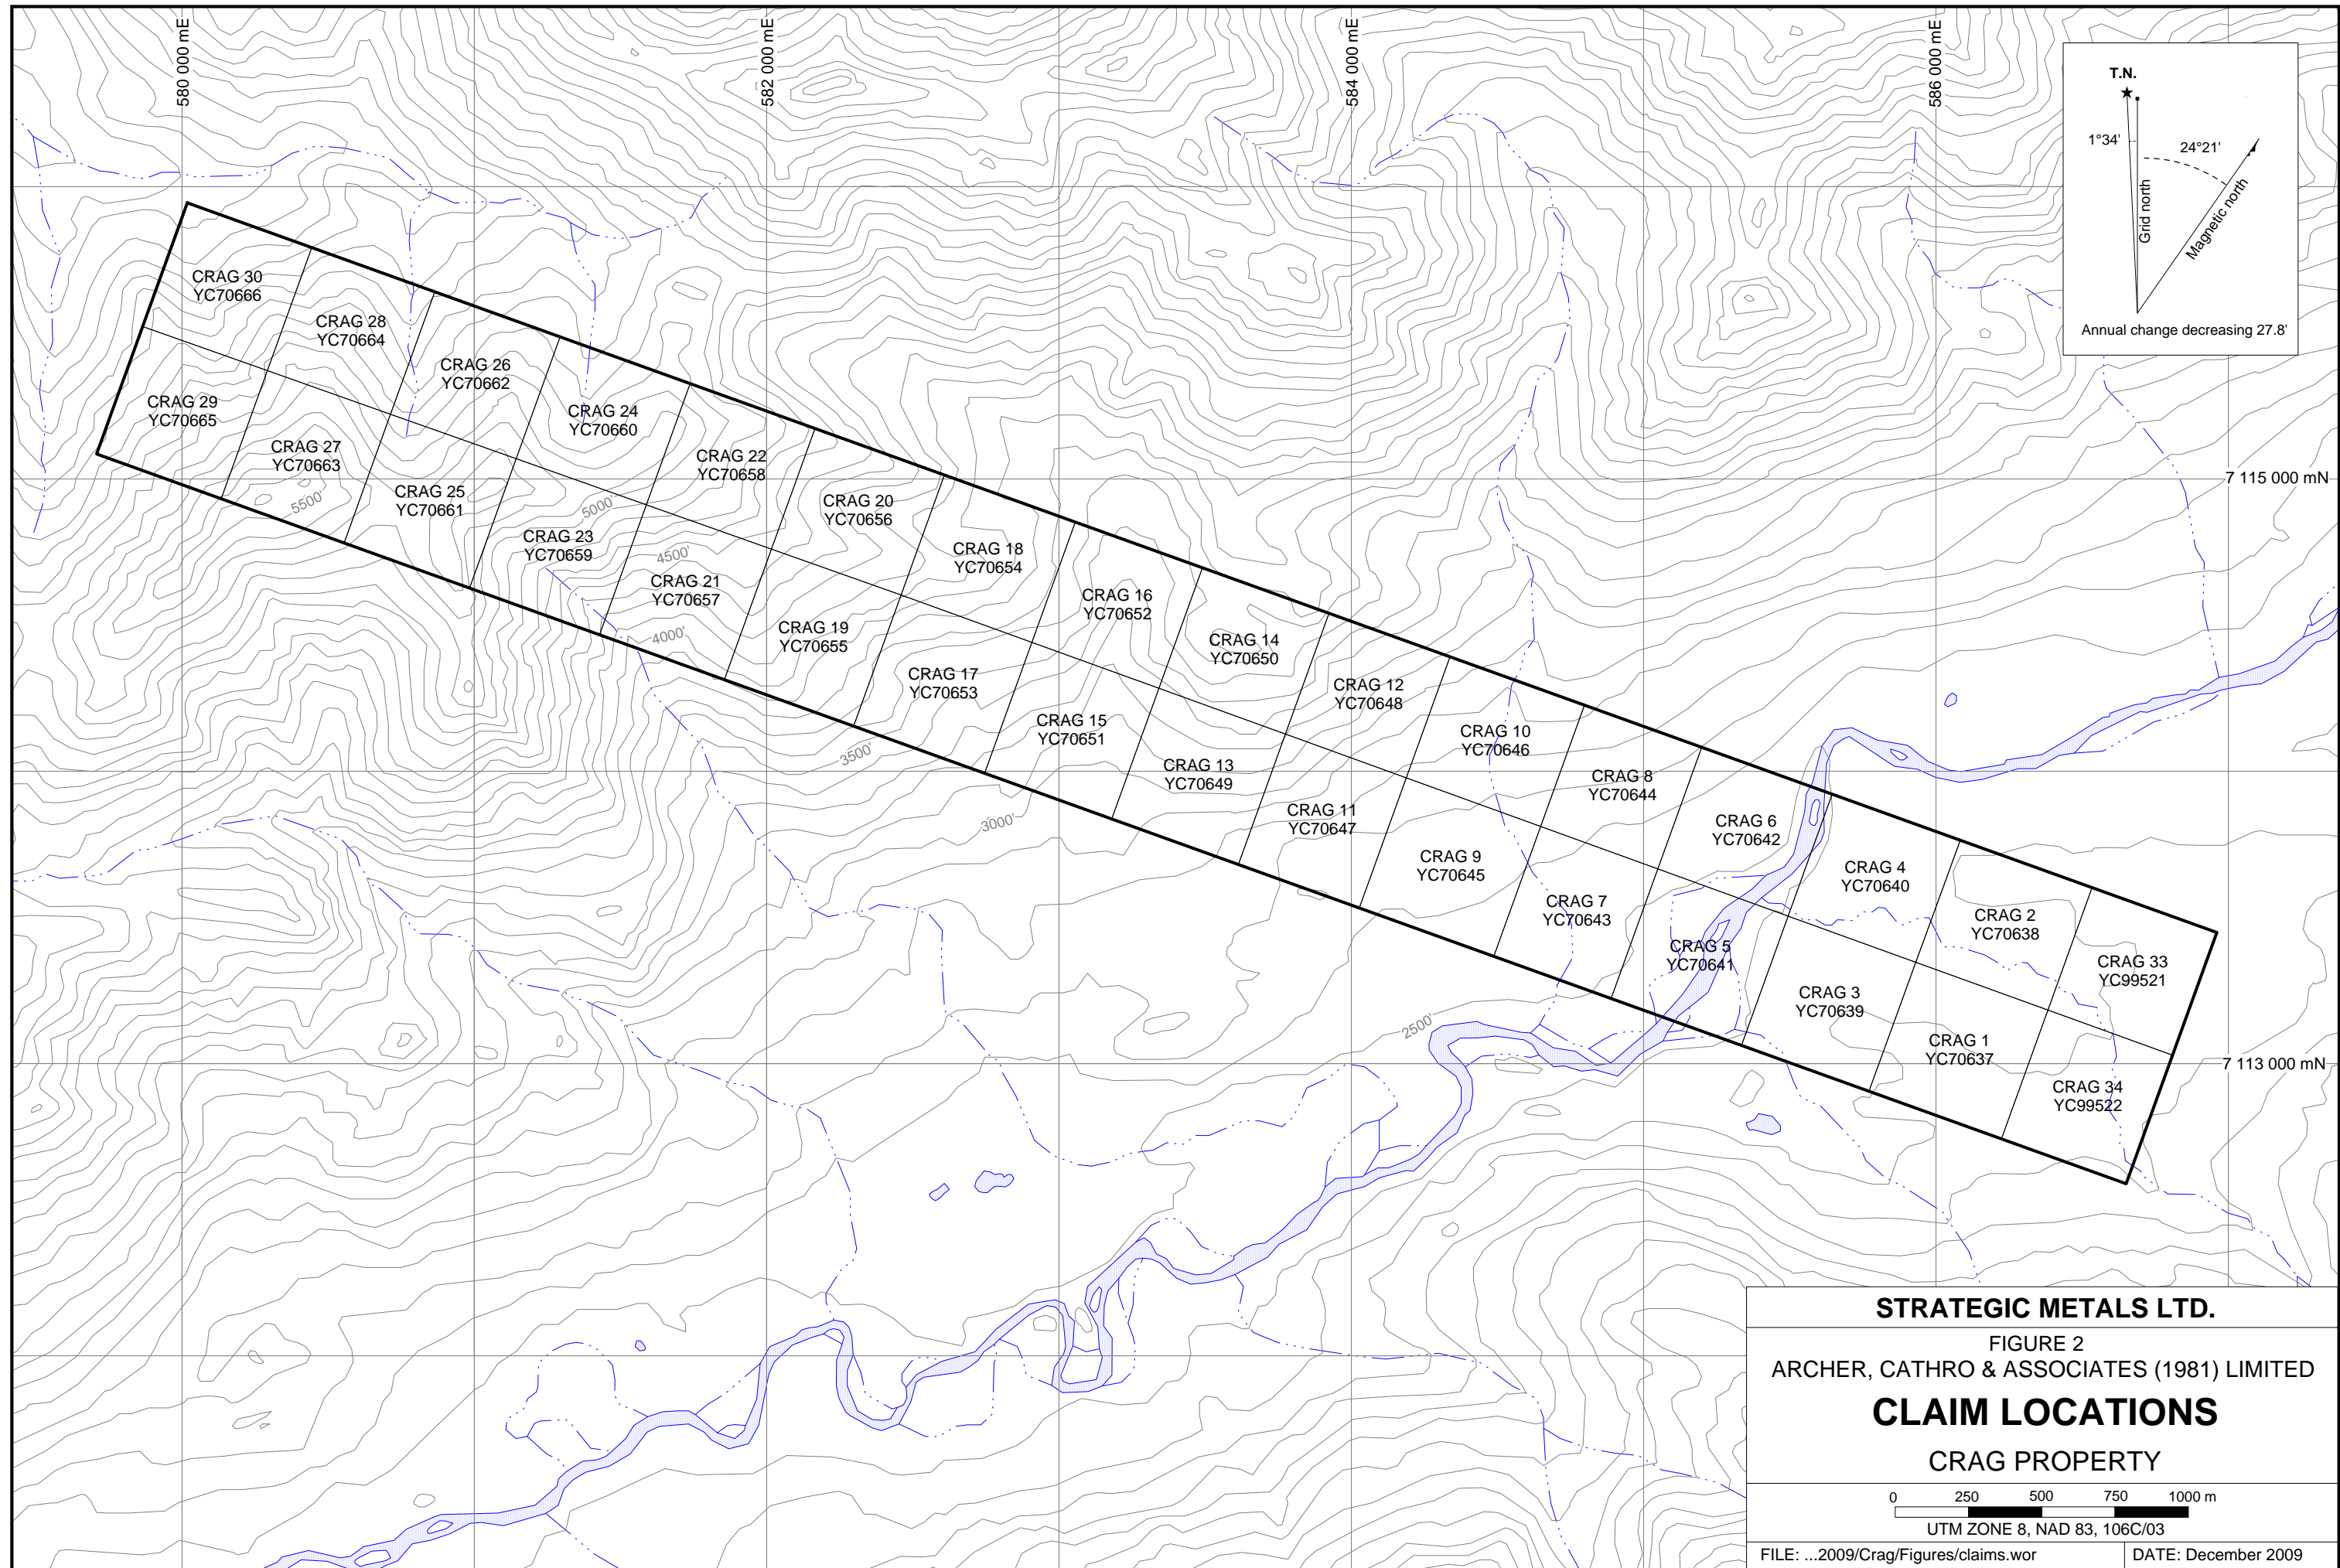 580 000 mE
582 000 mE
584 000 mE
586 000 mE
T.N.
1°34'
24°21'
Grid north
Magnetic north
Annual change decreasing 27.8'
7 115 000 mN
7 113 000 mN
CRAG 30
YC70666
CRAG 28
YC70664
CRAG 26
YC70662
CRAG 24
YC70660
CRAG 22
YC70658
CRAG 20
YC70656
CRAG 18
YC70654
CRAG 16
YC70652
CRAG 14
YC70650
CRAG 12
YC70648
CRAG 10
YC70646
CRAG 8
YC70644
CRAG 6
YC70642
CRAG 4
YC70640
CRAG 2
YC70638
CRAG 33
YC99521
CRAG 29
YC70665
CRAG 27
YC70663
CRAG 25
YC70661
CRAG 23
YC70659
CRAG 21
YC70657
CRAG 19
YC70655
CRAG 17
YC70653
CRAG 15
YC70651
CRAG 13
YC70649
CRAG 11
YC70647
CRAG 9
YC70645
CRAG 7
YC70643
CRAG 5
YC70641
CRAG 3
YC70639
CRAG 1
YC70637
CRAG 34
YC99522
5500'
5000'
4500'
4000'
3500'
3000'
2500'
STRATEGIC METALS LTD.
FIGURE 2
ARCHER, CATHRO & ASSOCIATES (1981) LIMITED
CLAIM LOCATIONS
CRAG PROPERTY
0 250 500 750 1000 m
UTM ZONE 8, NAD 83, 106C/03
FILE: ...2009/Crag/Figures/claims.wor
DATE: December 2009